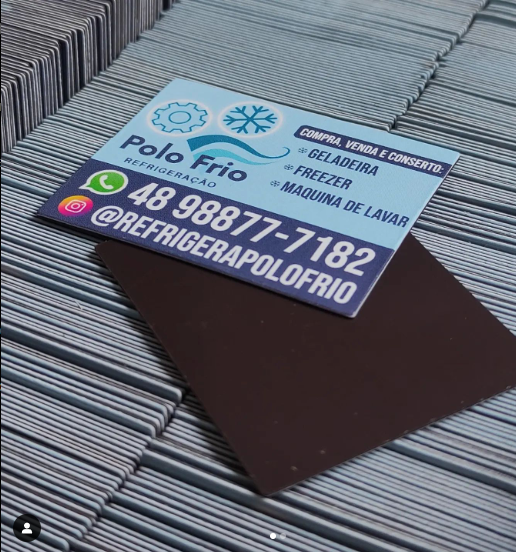 Polo Frio
REFRIGERAÇÃO
COMPRA, VENDA E CONSERTO:
GELADEIRA
FREEZER
MAQUINA DE LAVAR
48 98877-7182
@REFRIGERAPOLOFRIO